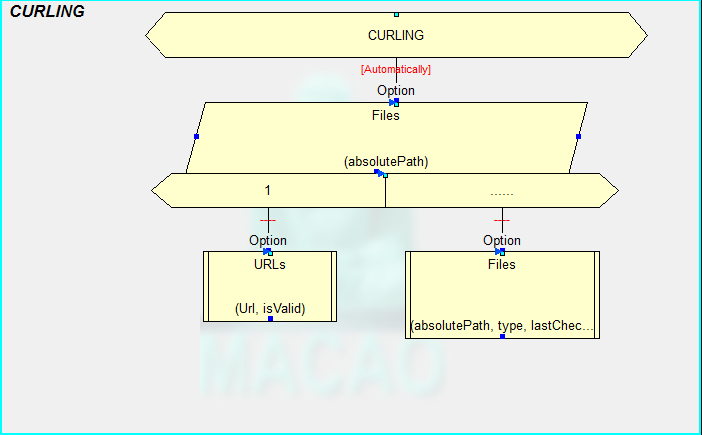 CURLING
CURLING
[Automatically]
Option
Files
(absolutePath)
1
......
----
----
Option
Option
URLs
Files
(Url, isValid)
(absolutePath, type, lastChec...
MACAO